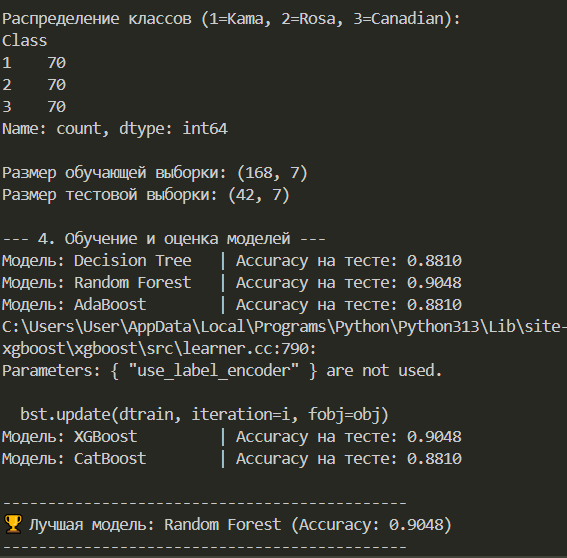 Распределение классов (1=Kama, 2=Rosa, 3=Canadian):
Class
1    70
2    70
3    70
Name: count, dtype: int64
Размер обучающей выборки: (168, 7)
Размер тестовой выборки: (42, 7)
--- 4. Обучение и оценка моделей ---
Модель: Decision Tree   | Accuracy на тесте: 0.8810
Модель: Random Forest   | Accuracy на тесте: 0.9048
Модель: AdaBoost        | Accuracy на тесте: 0.8810
C:\Users\User\AppData\Local\Programs\Python\Python313\Lib\site-
xgboost\xgboost\src\learner.cc:790:
Parameters: { "use_label_encoder" } are not used.
  bst.update(dtrain, iteration=i, fobj=obj)
Модель: XGBoost         | Accuracy на тесте: 0.9048
Модель: CatBoost        | Accuracy на тесте: 0.8810
---------------------------------------------
🏆 Лучшая модель: Random Forest (Accuracy: 0.9048)
---------------------------------------------